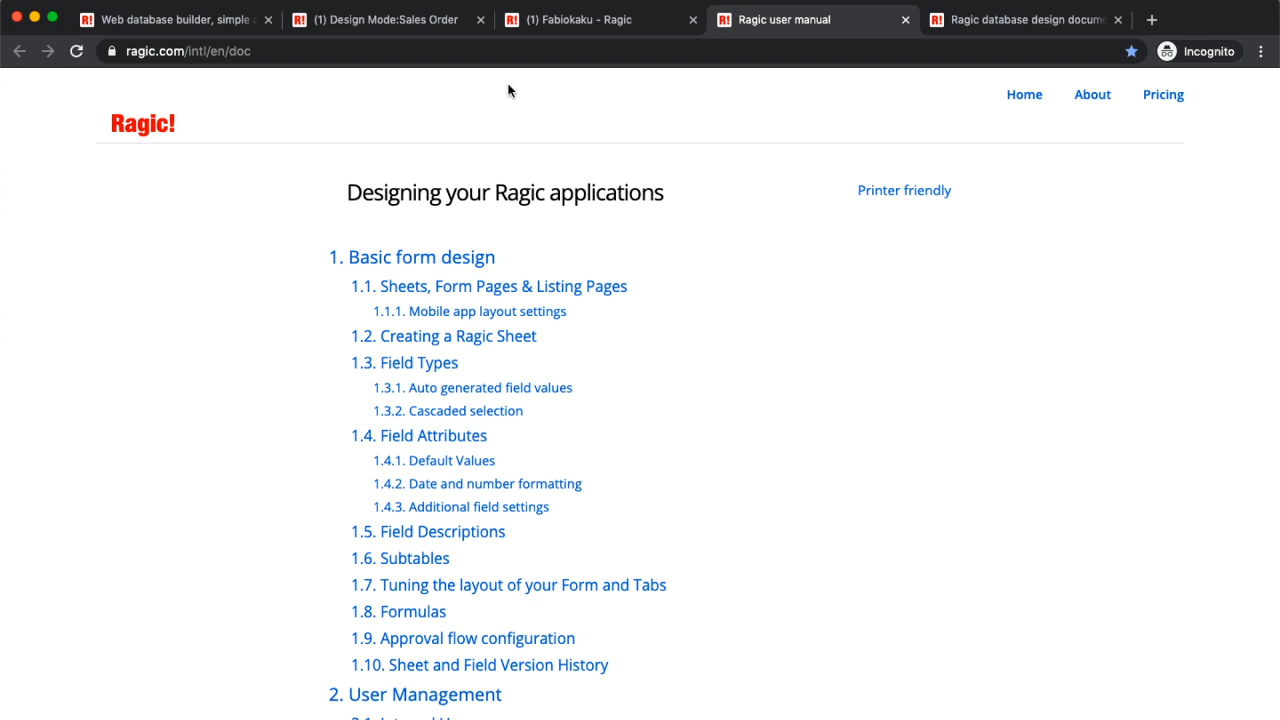 Web database builder, simple
(1) Design Mode:Sales Order
(1) Fabiokaku - Ragic
Ragic user manual
Ragic database design docum
ragic.com/intl/en/doc
Incognito
Home
About
Pricing
Ragic!
Designing your Ragic applications
Printer friendly
1. Basic form design
1.1. Sheets, Form Pages & Listing Pages
1.1.1. Mobile app layout settings
1.2. Creating a Ragic Sheet
1.3. Field Types
1.3.1. Auto generated field values
1.3.2. Cascaded selection
1.4. Field Attributes
1.4.1. Default Values
1.4.2. Date and number formatting
1.4.3. Additional field settings
1.5. Field Descriptions
1.6. Subtables
1.7. Tuning the layout of your Form and Tabs
1.8. Formulas
1.9. Approval flow configuration
1.10. Sheet and Field Version History
2. User Management